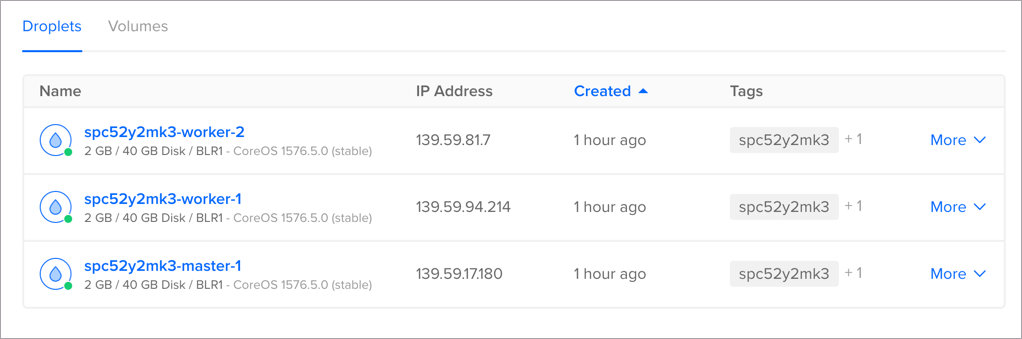 Droplets Volumes
Name IP Address Created Tags
spc52y2mk3-worker-2
2 GB / 40 GB Disk / BLR1 - CoreOS 1576.5.0 (stable)
139.59.81.7 1 hour ago spc52y2mk3 + 1 More
spc52y2mk3-worker-1
2 GB / 40 GB Disk / BLR1 - CoreOS 1576.5.0 (stable)
139.59.94.214 1 hour ago spc52y2mk3 + 1 More
spc52y2mk3-master-1
2 GB / 40 GB Disk / BLR1 - CoreOS 1576.5.0 (stable)
139.59.17.180 1 hour ago spc52y2mk3 + 1 More